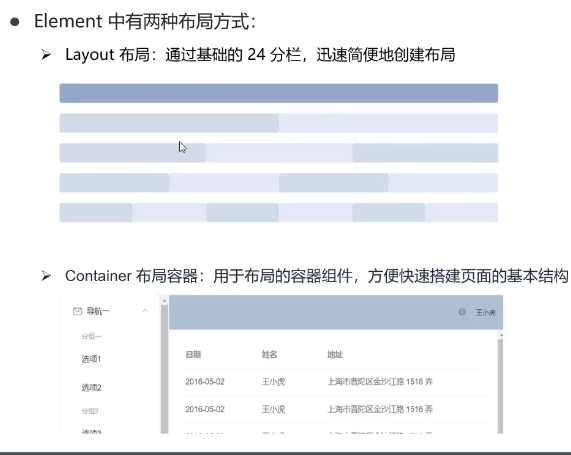 Element 中有两种布局方式：
Layout 布局：通过基础的 24 分栏，迅速简便地创建布局
Container 布局容器：用于布局的容器组件，方便快速搭建页面的基本结构
导航一
王小虎
分组一
选项1
选项2
分组2
选项3
日期 姓名 地址
2016-05-02 王小虎 上海市普陀区金沙江路 1518 弄
2016-05-02 王小虎 上海市普陀区金沙江路 1518 弄